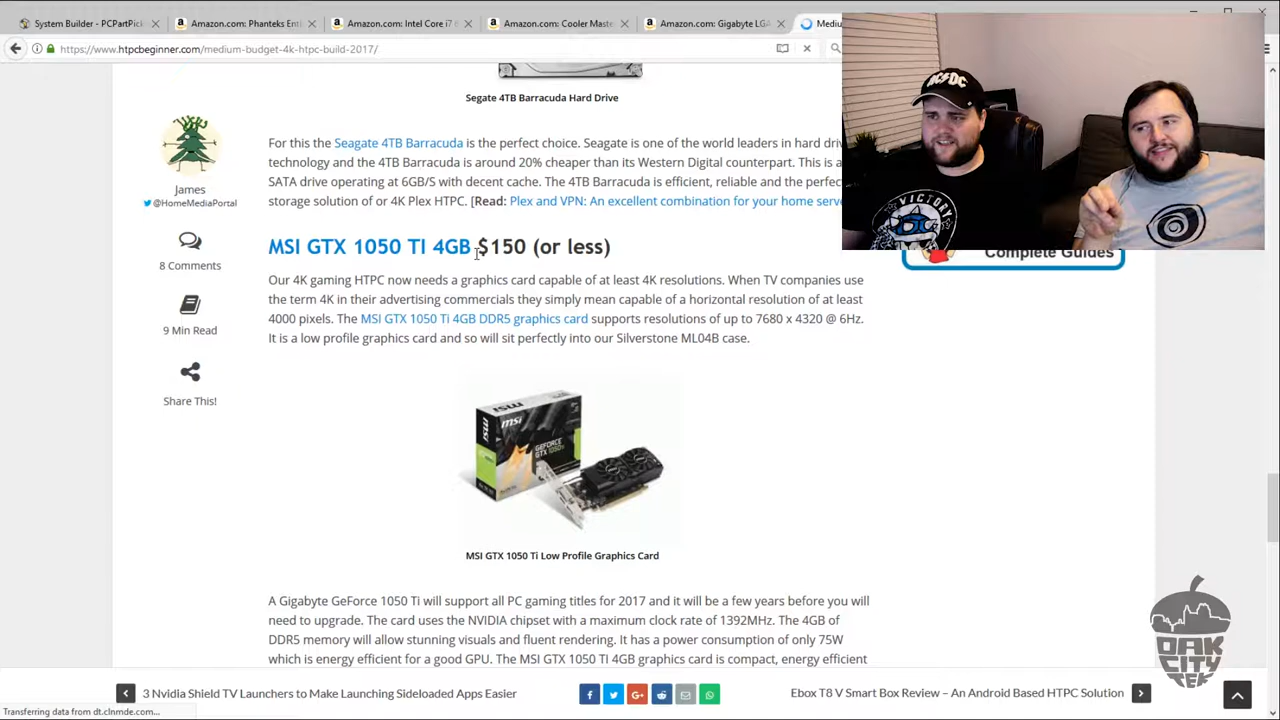 System Builder - PCPartPick
Amazon.com: Phanteks Ent
Amazon.com: Intel Core i7 6
Amazon.com: Cooler Maste
Amazon.com: Gigabyte LGA
Mediu
https://www.htpcbeginner.com/medium-budget-4k-htpc-build-2017/
AC/DC
VICTORY
Segate 4TB Barracuda Hard Drive
James
@HomeMediaPortal
8 Comments
9 Min Read
Share This!
For this the Seagate 4TB Barracuda is the perfect choice. Seagate is one of the world leaders in hard driv
technology and the 4TB Barracuda is around 20% cheaper than its Western Digital counterpart. This is a
SATA drive operating at 6GB/S with decent cache. The 4TB Barracuda is efficient, reliable and the perfec
storage solution of or 4K Plex HTPC. [Read: Plex and VPN: An excellent combination for your home serve
Complete Guides
MSI GTX 1050 TI 4GB $150 (or less)
Our 4K gaming HTPC now needs a graphics card capable of at least 4K resolutions. When TV companies use
the term 4K in their advertising commercials they simply mean capable of a horizontal resolution of at least
4000 pixels. The MSI GTX 1050 Ti 4GB DDR5 graphics card supports resolutions of up to 7680 x 4320 @ 6Hz.
It is a low profile graphics card and so will sit perfectly into our Silverstone ML04B case.
msi
GEFORCE
GTX 1050Ti
MSI GTX 1050 Ti Low Profile Graphics Card
A Gigabyte GeForce 1050 Ti will support all PC gaming titles for 2017 and it will be a few years before you will
need to upgrade. The card uses the NVIDIA chipset with a maximum clock rate of 1392MHz. The 4GB of
DDR5 memory will allow stunning visuals and fluent rendering. It has a power consumption of only 75W
which is energy efficient for a good GPU. The MSI GTX 1050 TI 4GB graphics card is compact, energy efficient
OAK
CITY
TEK
3 Nvidia Shield TV Launchers to Make Launching Sideloaded Apps Easier
Ebox T8 V Smart Box Review – An Android Based HTPC Solution
Transferring data from dt.clnmde.com...